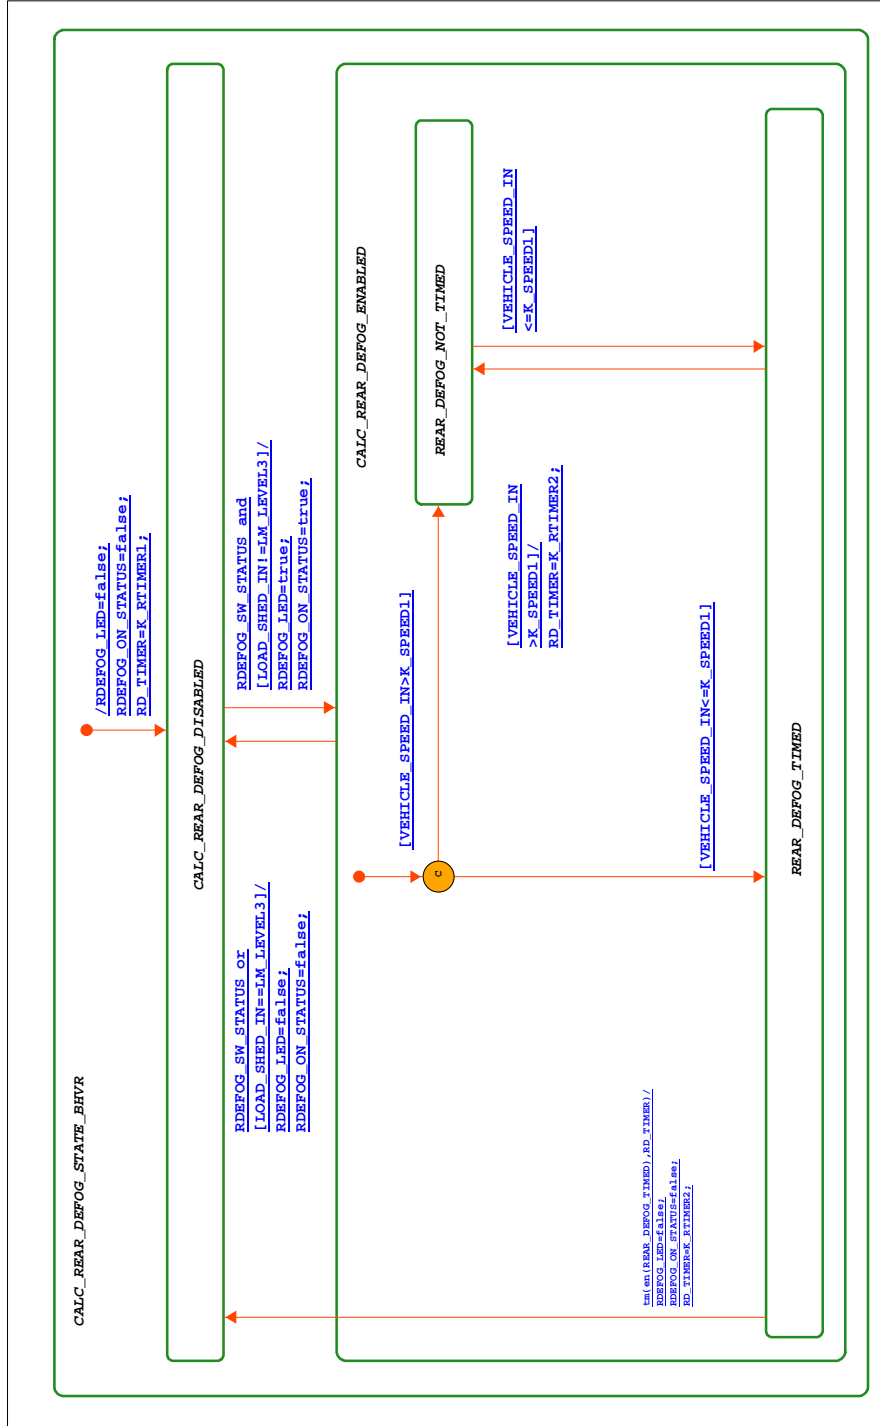 CALC_REAR_DEFOG_STATE_BHVR
/RDEFOG_LED=false;
RDEFOG_ON_STATUS=false;
RD_TIMER=K_RTIMER1;
CALC_REAR_DEFOG_DISABLED
RDEFOG_SW_STATUS or
[LOAD_SHED_IN==LM_LEVEL3]/
RDEFOG_LED=false;
RDEFOG_ON_STATUS=false;
RDEFOG_SW_STATUS and
[LOAD_SHED_IN!=LM_LEVEL3]/
RDEFOG_LED=true;
RDEFOG_ON_STATUS=true;
CALC_REAR_DEFOG_ENABLED
[VEHICLE_SPEED_IN>K_SPEED1]
C
REAR_DEFOG_NOT_TIMED
[VEHICLE_SPEED_IN
>K_SPEED1]/
RD_TIMER=K_RTIMER2;
[VEHICLE_SPEED_IN
<=K_SPEED1]
tm(en(REAR_DEFOG_TIMED),RD_TIMER)/
RDEFOG_LED=false;
RDEFOG_ON_STATUS=false;
RD_TIMER=K_RTIMER2;
[VEHICLE_SPEED_IN<=K_SPEED1]
REAR_DEFOG_TIMED